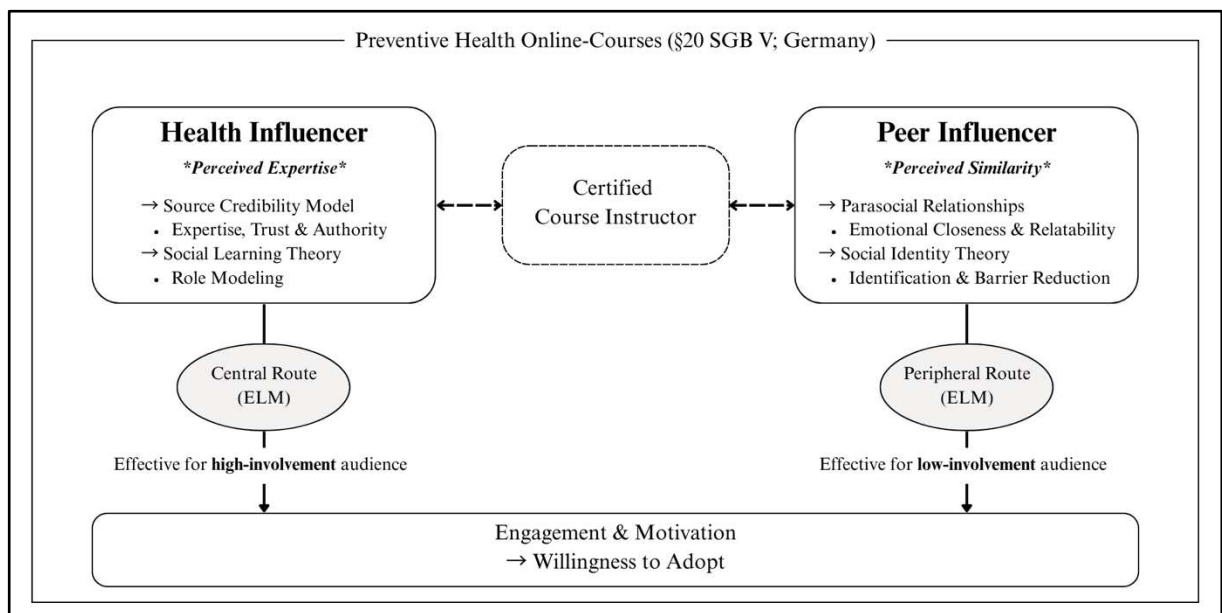 Preventive Health Online-Courses (§20 SGB V; Germany)
Health Influencer
*Perceived Expertise*
→ Source Credibility Model
• Expertise, Trust & Authority
→ Social Learning Theory
• Role Modeling
Certified
Course Instructor
Peer Influencer
*Perceived Similarity*
→ Parasocial Relationships
• Emotional Closeness & Relatability
→ Social Identity Theory
• Identification & Barrier Reduction
Central Route
(ELM)
Peripheral Route
(ELM)
Effective for high-involvement audience
Effective for low-involvement audience
Engagement & Motivation
→ Willingness to Adopt